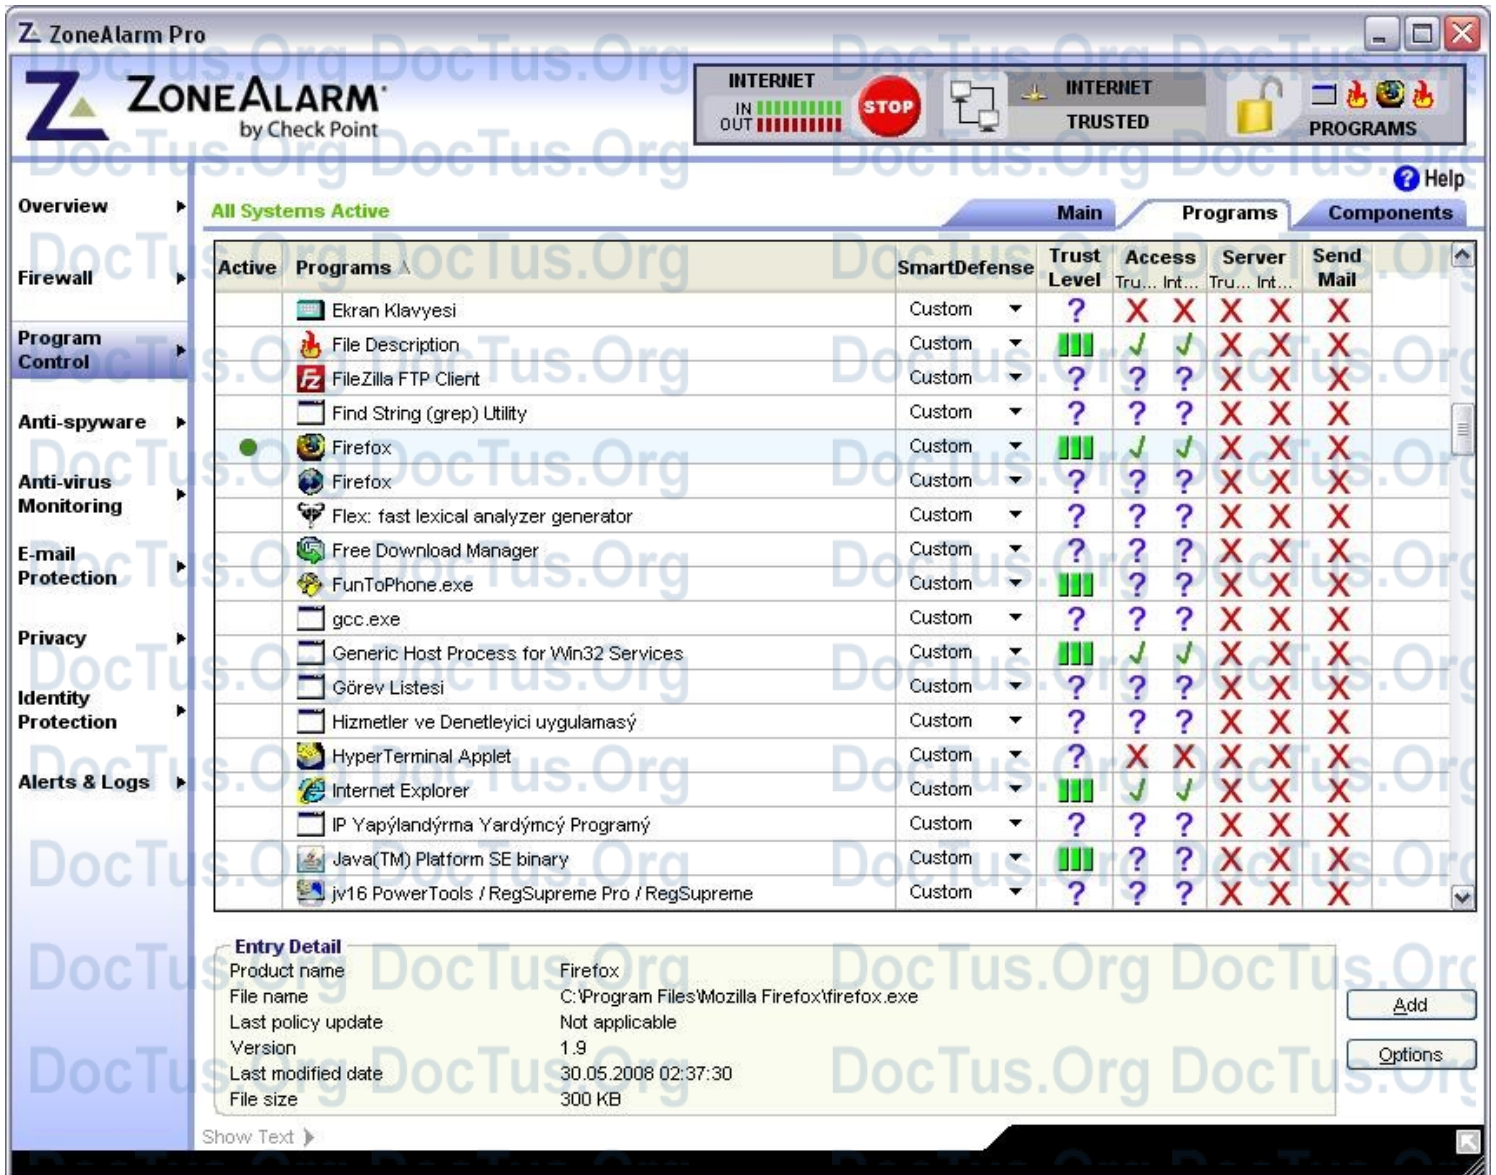 ZoneAlarm Pro
ZONEALARM
by Check Point
INTERNET
IN
OUT
STOP
INTERNET
TRUSTED
PROGRAMS
Help
Overview
Firewall
Program
Control
Anti-spyware
Anti-virus
Monitoring
E-mail
Protection
Privacy
Identity
Protection
Alerts & Logs
All Systems Active
Main
Programs
Components
Active Programs SmartDefense Trust Level Access Server Send Mail
Tru... Int... Tru... Int...
Ekran Klavyesi Custom ? X X X X X
File Description Custom √ √ X X X
FileZilla FTP Client Custom ? ? ? X X X
Find String (grep) Utility Custom ? ? ? X X X
Firefox Custom √ √ X X X
Firefox Custom ? ? ? X X X
Flex: fast lexical analyzer generator Custom ? ? ? X X X
Free Download Manager Custom ? ? ? X X X
FunToPhone.exe Custom ? ? X X X
gcc.exe Custom ? ? ? X X X
Generic Host Process for Win32 Services Custom √ √ X X X
Görev Listesi Custom ? ? ? X X X
Hizmetler ve Denetleyici uygulamasý Custom ? ? ? X X X
HyperTerminal Applet Custom ? X X X X X
Internet Explorer Custom √ √ X X X
IP Yapýlandýrma Yardýmcý Programý Custom ? ? ? X X X
Java(TM) Platform SE binary Custom ? ? X X X
jv16 PowerTools / RegSupreme Pro / RegSupreme Custom ? ? ? X X X
Entry Detail
Product name Firefox
File name C:\Program Files\Mozilla Firefox\firefox.exe
Last policy update Not applicable
Version 1.9
Last modified date 30.05.2008 02:37:30
File size 300 KB
Add
Options
Show Text
DocTus.Org